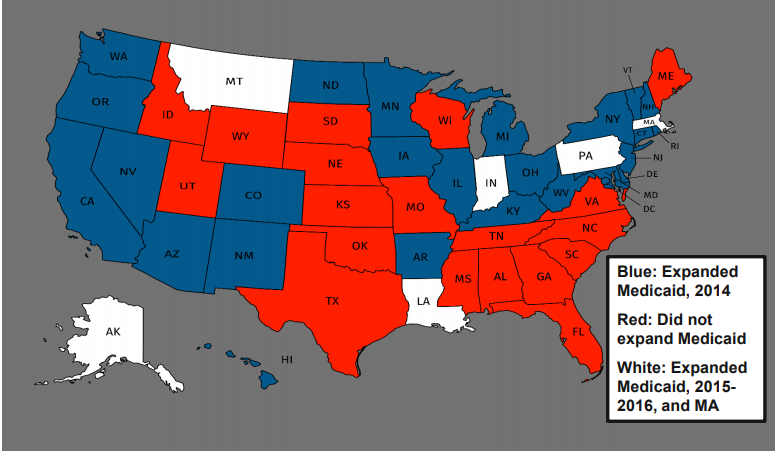 WA
MT
ND
MN
VT
ME
OR
ID
SD
WI
NH
NY
MA
WY
MI
CT
RI
NE
IA
PA
NJ
NV
UT
IL
IN
OH
DE
CO
WV
MD
CA
KS
MO
KY
VA
DC
TN
NC
OK
AR
SC
AZ
NM
MS
AL
GA
TX
LA
AK
FL
HI
Blue: Expanded
Medicaid, 2014
Red: Did not
expand Medicaid
White: Expanded
Medicaid, 2015-
2016, and MA